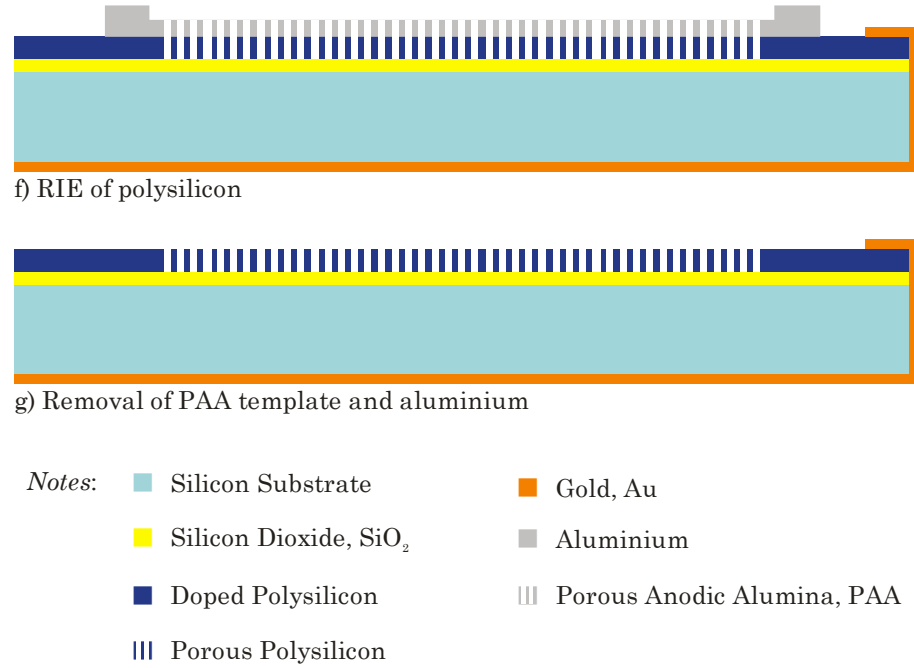 f) RIE of polysilicon
g) Removal of PAA template and aluminium
Notes:
Silicon Substrate
Silicon Dioxide, SiO₂
Doped Polysilicon
Porous Polysilicon
Gold, Au
Aluminium
Porous Anodic Alumina, PAA